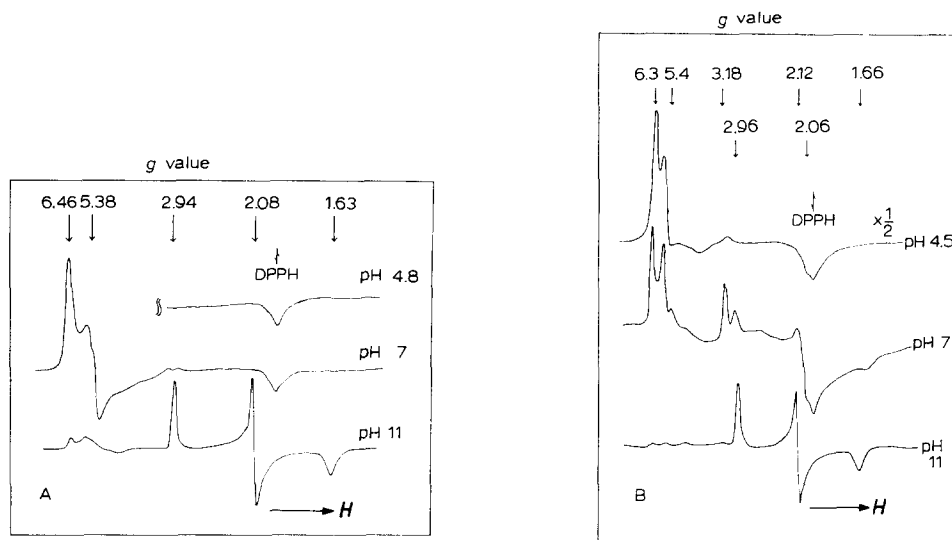 g value
6.46 5.38 2.94 2.08 1.63
DPPH
pH 4.8
pH 7
pH 11
A
H
g value
6.3 5.4 3.18 2.12 1.66
2.96 2.06
DPPH
x 1/2
pH 4.5
pH 7
pH
11
B
H